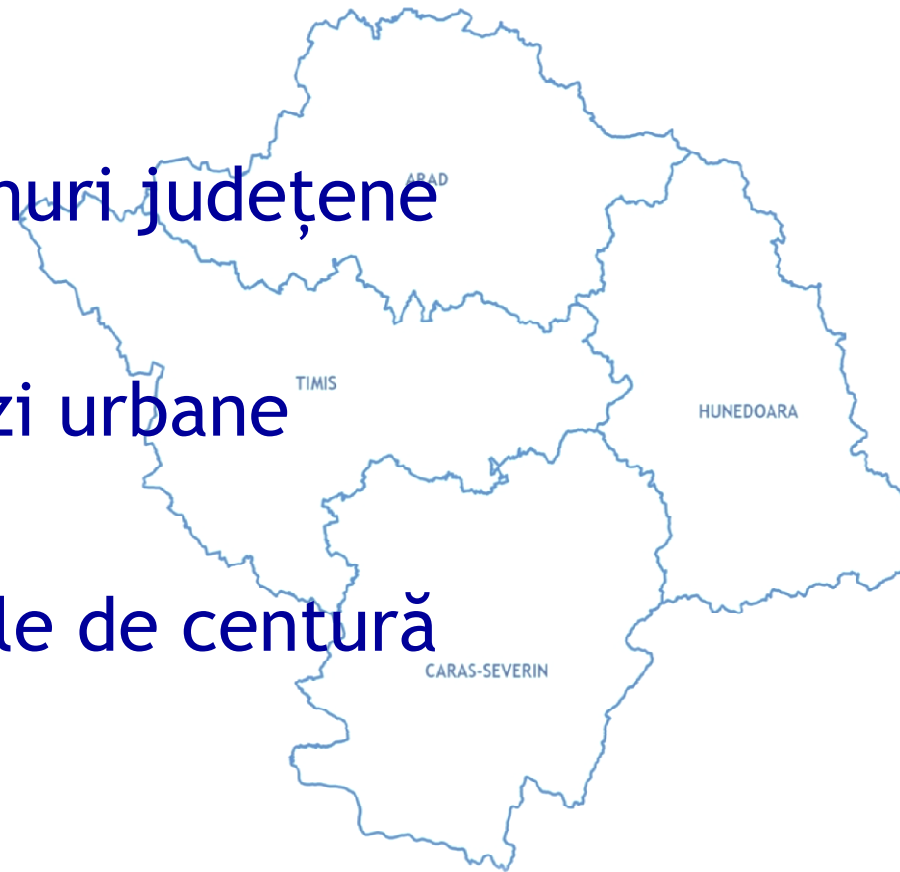 ARAD
nuri județene
TIMIS
zi urbane
HUNEDOARA
le de centură
CARAS-SEVERIN